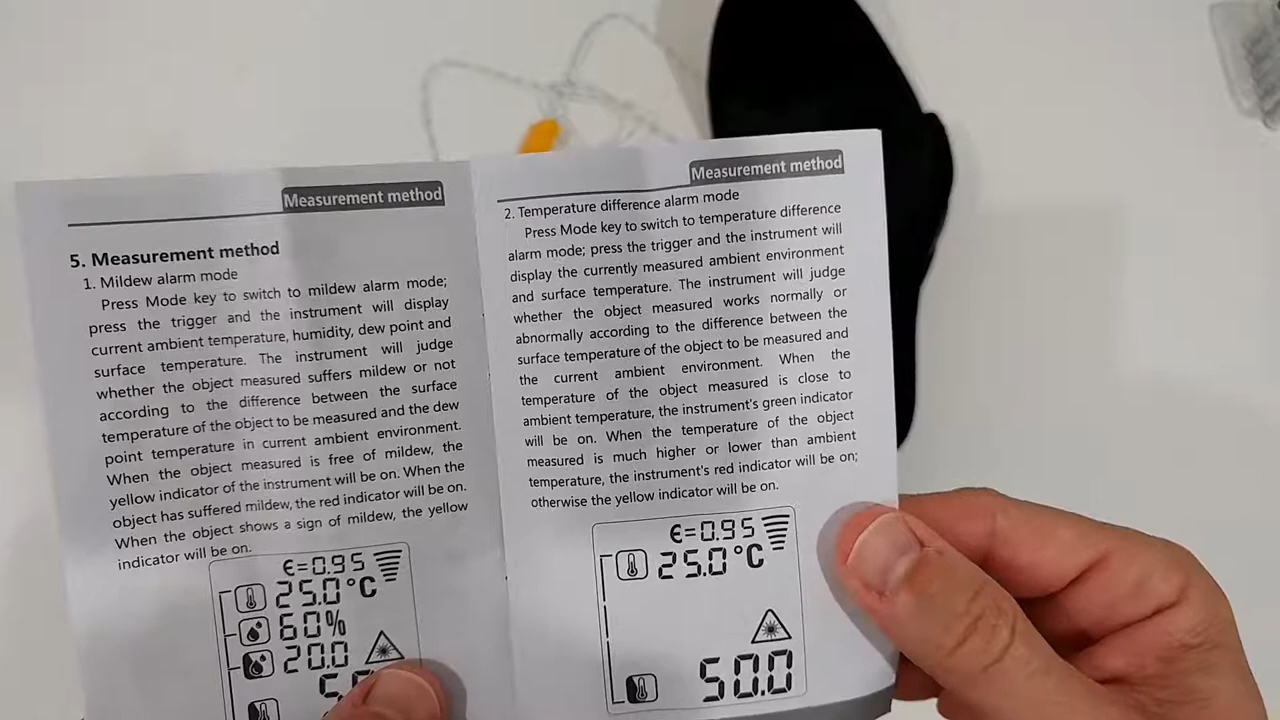 Measurement method
5. Measurement method
1. Mildew alarm mode
Press Mode key to switch to mildew alarm mode;
press the trigger and the instrument will display
current ambient temperature, humidity, dew point and
surface temperature. The instrument will judge
whether the object measured suffers mildew or not
according to the difference between the surface
temperature of the object to be measured and the dew
point temperature in current ambient environment.
When the object measured is free of mildew, the
yellow indicator of the instrument will be on. When the
object has suffered mildew, the red indicator will be on.
When the object shows a sign of mildew, the yellow
indicator will be on.
€=0.95
25.0°C
60%
20.0
Measurement method
2. Temperature difference alarm mode
Press Mode key to switch to temperature difference
alarm mode; press the trigger and the instrument will
display the currently measured ambient environment
and surface temperature. The instrument will judge
whether the object measured works normally or
abnormally according to the difference between the
surface temperature of the object to be measured and
the current ambient environment. When the
temperature of the object measured is close to
ambient temperature, the instrument's green indicator
will be on. When the temperature of the object
measured is much higher or lower than ambient
temperature, the instrument's red indicator will be on;
otherwise the yellow indicator will be on.
€=0.95
25.0°C
50.0